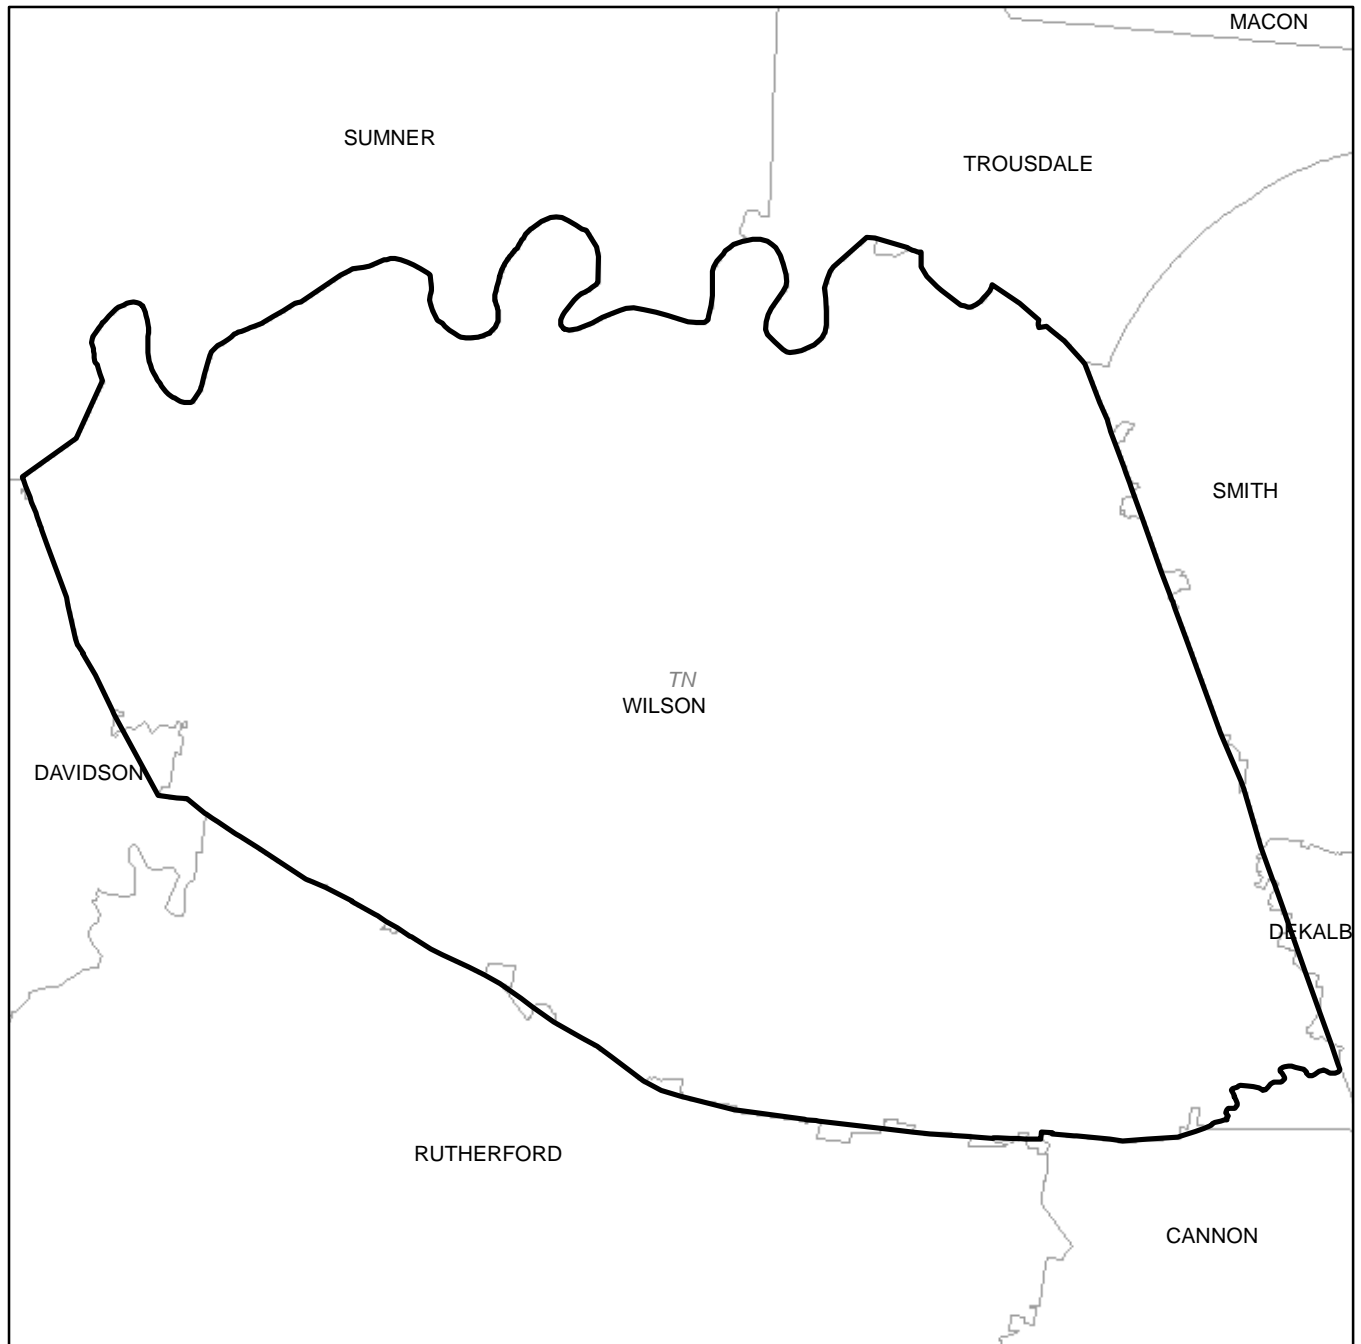 MACON
SUMNER
TROUSDALE
SMITH
TN
WILSON
DAVIDSON
DEKALB
RUTHERFORD
CANNON